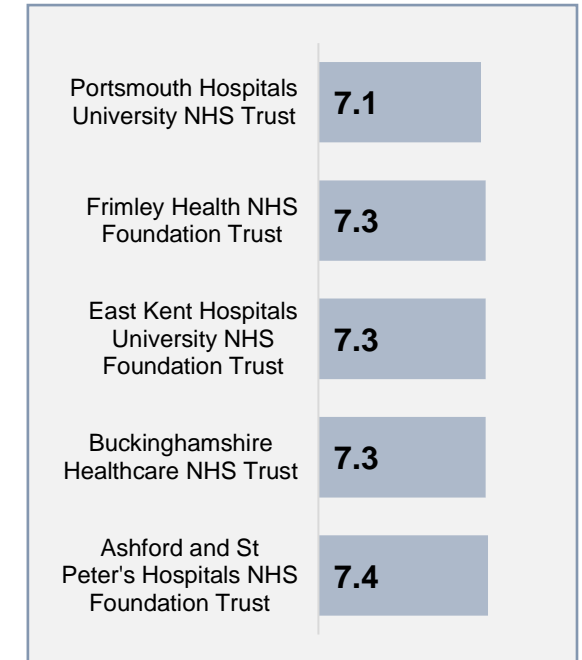 Portsmouth Hospitals
University NHS Trust
7.1
Frimley Health NHS
Foundation Trust
7.3
East Kent Hospitals
University NHS
Foundation Trust
7.3
Buckinghamshire
Healthcare NHS Trust
7.3
Ashford and St
Peter's Hospitals NHS
Foundation Trust
7.4